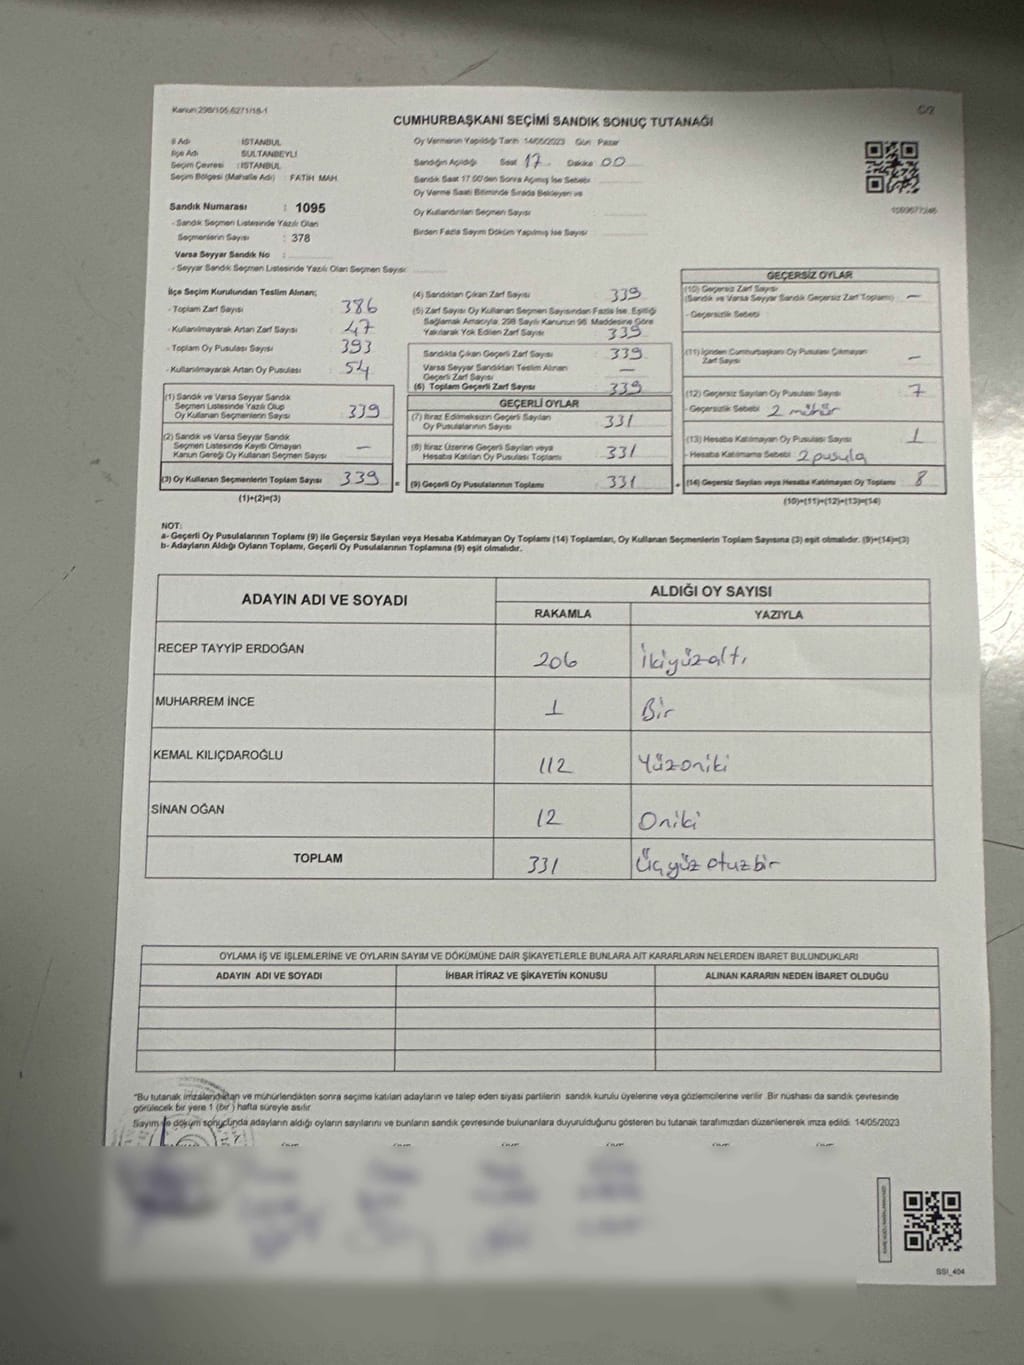 Kanun:298/105.6271/18-1
C/2
CUMHURBAŞKANI SEÇİMİ SANDIK SONUÇ TUTANAĞI
İl Adı İSTANBUL
İlçe Adı SULTANBEYLİ
Seçim Çevresi :İSTANBUL
Seçim Bölgesi (Mahalle Adı) : FATİH MAH.
Oy Vermenin Yapıldığı Tarih 14/05/2023 Gün Pazar
Sandığın Açıldığı Saat 17 Dakika 00
Sandık Saat 17.00'den Sonra Açılmış İse Sebebi
Oy Verme Saati Bitiminde Sırada Bekleyen ve
Oy Kullandırılan Seçmen Sayısı :
Birden Fazla Sayım Döküm Yapılmış İse Sayısı :
Sandık Numarası : 1095
- Sandık Seçmen Listesinde Yazılı Olan
Seçmenlerin Sayısı : 378
Varsa Seyyar Sandık No :
- Seyyar Sandık Seçmen Listesinde Yazılı Olan Seçmen Sayısı
İlçe Seçim Kurulundan Teslim Alınan;
- Toplam Zarf Sayısı 386
- Kullanılmayarak Artan Zarf Sayısı 47
- Toplam Oy Pusulası Sayısı 393
- Kullanılmayarak Artan Oy Pusulası 54
(1) Sandık ve Varsa Seyyar Sandık
Seçmen Listesinde Yazılı Olup
Oy Kullanan Seçmenlerin Sayısı 339
(2) Sandık ve Varsa Seyyar Sandık
Seçmen Listesinde Kayıtlı Olmayan
Kanun Gereği Oy Kullanan Seçmen Sayısı —
(3) Oy Kullanan Seçmenlerin Toplam Sayısı 339
(1)+(2)=(3)
(4) Sandıktan Çıkan Zarf Sayısı 339
(5) Zarf Sayısı Oy Kullanan Seçmen Sayısından Fazla İse, Eşitliği
Sağlamak Amacıyla, 298 Sayılı Kanunun 98. Maddesine Göre
Yakılarak Yok Edilen Zarf Sayısı 339
Sandıkta Çıkan Geçerli Zarf Sayısı 339
Varsa Seyyar Sandıktan Teslim Alınan
Geçerli Zarf Sayısı —
(6) Toplam Geçerli Zarf Sayısı 339
GEÇERLİ OYLAR
(7) İtiraz Edilmeksizin Geçerli Sayılan
Oy Pusulalarının Sayısı 331
(8) İtiraz Üzerine Geçerli Sayılan veya
Hesaba Katılan Oy Pusulası Toplamı 331
= (9) Geçerli Oy Pusulalarının Toplamı 331
GEÇERSİZ OYLAR
(10) Geçersiz Zarf Sayısı
(Sandık ve Varsa Seyyar Sandık Geçersiz Zarf Toplamı) —
- Geçersizlik Sebebi
(11) İçinden Cumhurbaşkanı Oy Pusulası Çıkmayan
Zarf Sayısı —
(12) Geçersiz Sayılan Oy Pusulası Sayısı 7
- Geçersizlik Sebebi 2 mühür
(13) Hesaba Katılmayan Oy Pusulası Sayısı 1
- Hesaba Katılmama Sebebi 2 pusula
+ (14) Geçersiz Sayılan veya Hesaba Katılmayan Oy Toplamı 8
(10)+(11)+(12)+(13)=(14)
NOT:
a- Geçerli Oy Pusulalarının Toplamı (9) ile Geçersiz Sayılan veya Hesaba Katılmayan Oy Toplamı (14) Toplamları, Oy Kullanan Seçmenlerin Toplam Sayısına (3) eşit olmalıdır. (9)+(14)=(3)
b- Adayların Aldığı Oyların Toplamı, Geçerli Oy Pusulalarının Toplamına (9) eşit olmalıdır.
ADAYIN ADI VE SOYADI ALDIĞI OY SAYISI
RAKAMLA YAZIYLA
RECEP TAYYİP ERDOĞAN 206 İkiyüzaltı
MUHARREM İNCE 1 Bir
KEMAL KILIÇDAROĞLU 112 Yüzoniki
SİNAN OĞAN 12 Oniki
TOPLAM 331 Üçyüz otuzbir
OYLAMA İŞ VE İŞLEMLERİNE VE OYLARIN SAYIM VE DÖKÜMÜNE DAİR ŞİKAYETLERLE BUNLARA AİT KARARLARIN NELERDEN İBARET BULUNDUKLARI
ADAYIN ADI VE SOYADI İHBAR İTİRAZ VE ŞİKAYETİN KONUSU ALINAN KARARIN NEDEN İBARET OLDUĞU
*Bu tutanak imzalandıktan ve mühürlendikten sonra seçime katılan adayların ve talep eden siyasi partilerin sandık kurulu üyelerine veya gözlemcilerine verilir. Bir nüshası da sandık çevresinde
görülecek bir yere 1 (bir ) hafta süreyle asılır
Sayım ve döküm sonucunda adayların aldığı oyların sayılarını ve bunların sandık çevresinde bulunanlara duyurulduğunu gösteren bu tutanak tarafımızdan düzenlenerek imza edildi. 14/05/2023
SSI_404